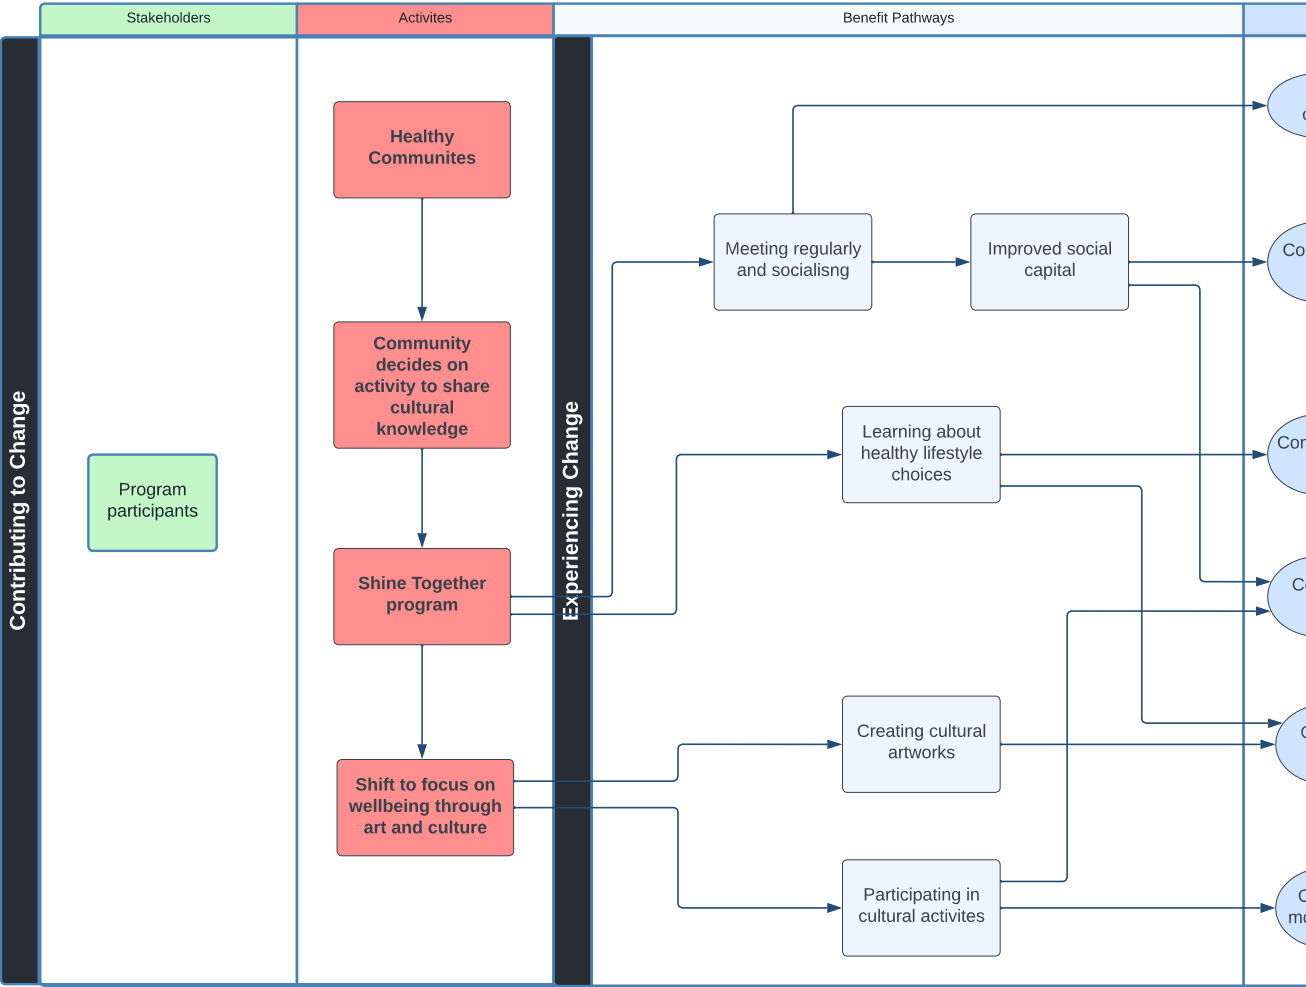 Stakeholders
Activites
Benefit Pathways
Contributing to Change
Program
participants
Healthy
Communites
Community
decides on
activity to share
cultural
knowledge
Shine Together
program
Shift to focus on
wellbeing through
art and culture
Experiencing Change
Meeting regularly
and socialisng
Improved social
capital
Learning about
healthy lifestyle
choices
Creating cultural
artworks
Participating in
cultural activites